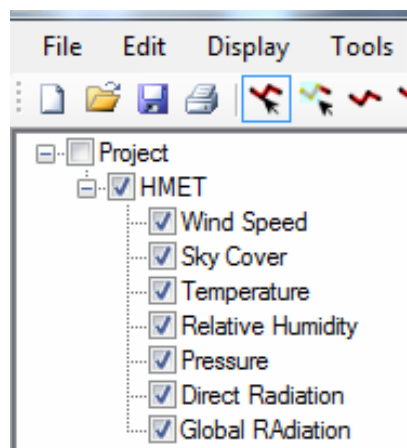 File Edit Display Tools
Project
HMET
Wind Speed
Sky Cover
Temperature
Relative Humidity
Pressure
Direct Radiation
Global RAdiation